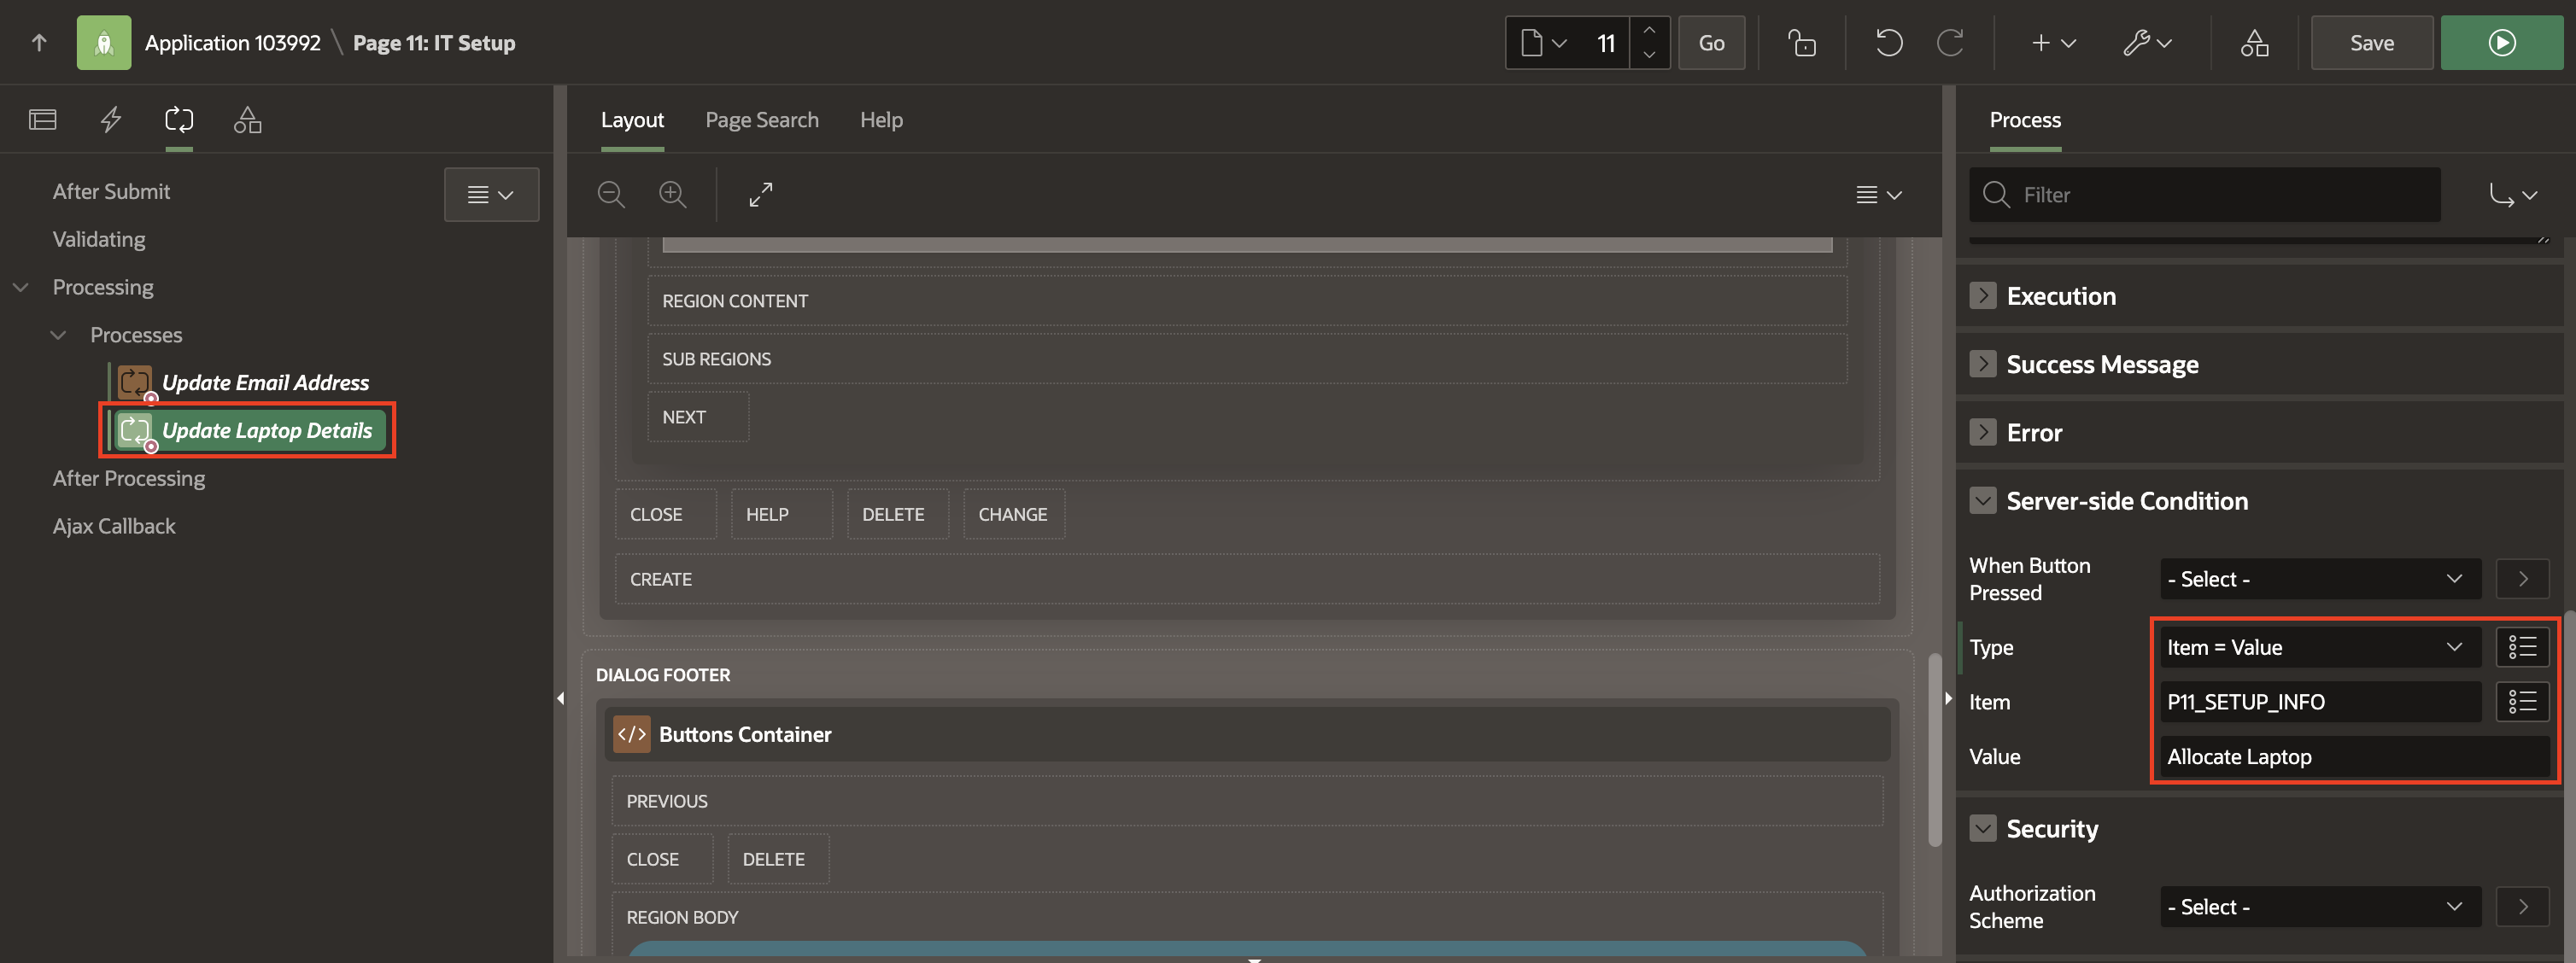 Application 103992 \ Page 11: IT Setup
11
Go
Save
After Submit
Validating
Processing
Processes
Update Email Address
Update Laptop Details
After Processing
Ajax Callback
Layout
Page Search
Help
REGION CONTENT
SUB REGIONS
NEXT
CLOSE
HELP
DELETE
CHANGE
CREATE
DIALOG FOOTER
</> Buttons Container
PREVIOUS
CLOSE
DELETE
REGION BODY
Process
Filter
Execution
Success Message
Error
Server-side Condition
When Button
Pressed
- Select -
Type
Item = Value
Item
P11_SETUP_INFO
Value
Allocate Laptop
Security
Authorization
Scheme
- Select -